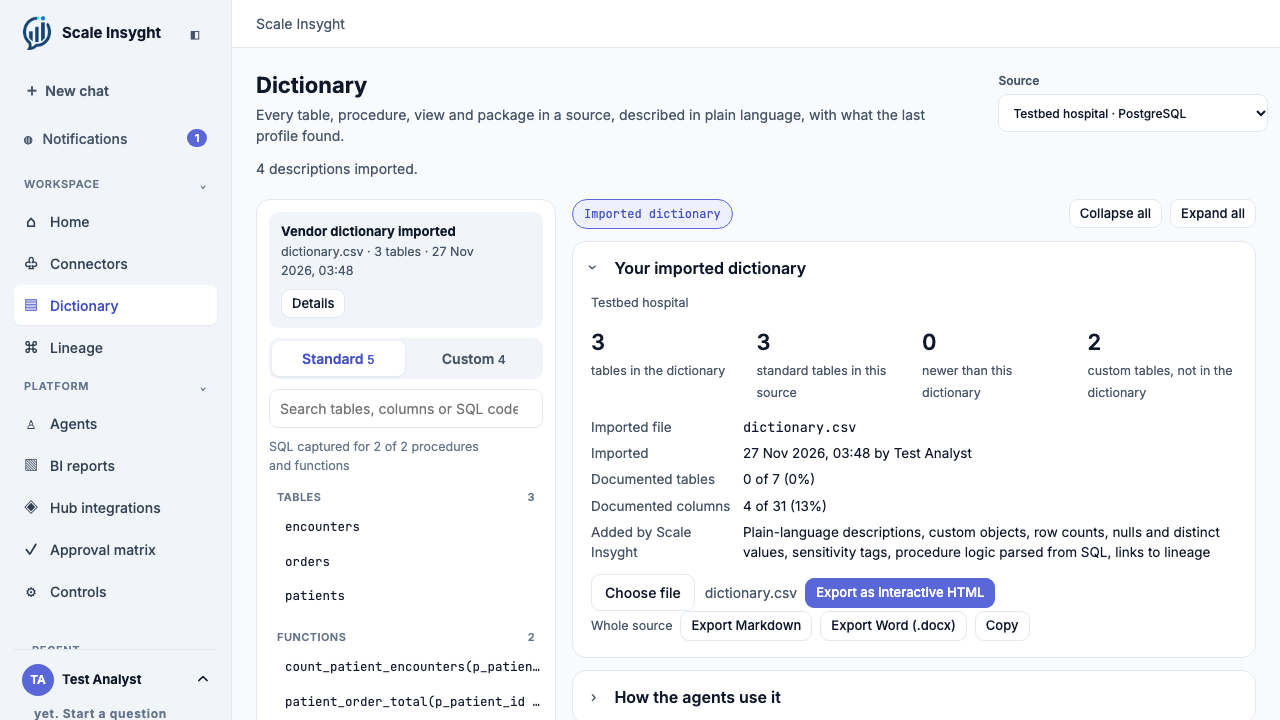 Scale Insyght
New chat
Notifications
1
WORKSPACE
Home
Connectors
Dictionary
Lineage
PLATFORM
Agents
BI reports
Hub integrations
Approval matrix
Controls
TA
Test Analyst
yet. Start a question
Scale Insyght
Dictionary
Every table, procedure, view and package in a source, described in plain language, with what the last
profile found.
4 descriptions imported.
Source
Testbed hospital · PostgreSQL
Vendor dictionary imported
dictionary.csv · 3 tables · 27 Nov
2026, 03:48
Details
Standard 5
Custom 4
Search tables, columns or SQL code
SQL captured for 2 of 2 procedures
and functions
TABLES 3
encounters
orders
patients
FUNCTIONS 2
count_patient_encounters(p_patien…
patient_order_total(p_patient_id …
Imported dictionary
Collapse all
Expand all
Your imported dictionary
Testbed hospital
3
tables in the dictionary
3
standard tables in this
source
0
newer than this
dictionary
2
custom tables, not in the
dictionary
Imported file dictionary.csv
Imported 27 Nov 2026, 03:48 by Test Analyst
Documented tables 0 of 7 (0%)
Documented columns 4 of 31 (13%)
Added by Scale
Insyght
Plain-language descriptions, custom objects, row counts, nulls and distinct
values, sensitivity tags, procedure logic parsed from SQL, links to lineage
Choose file dictionary.csv Export as interactive HTML
Whole source Export Markdown Export Word (.docx) Copy
How the agents use it